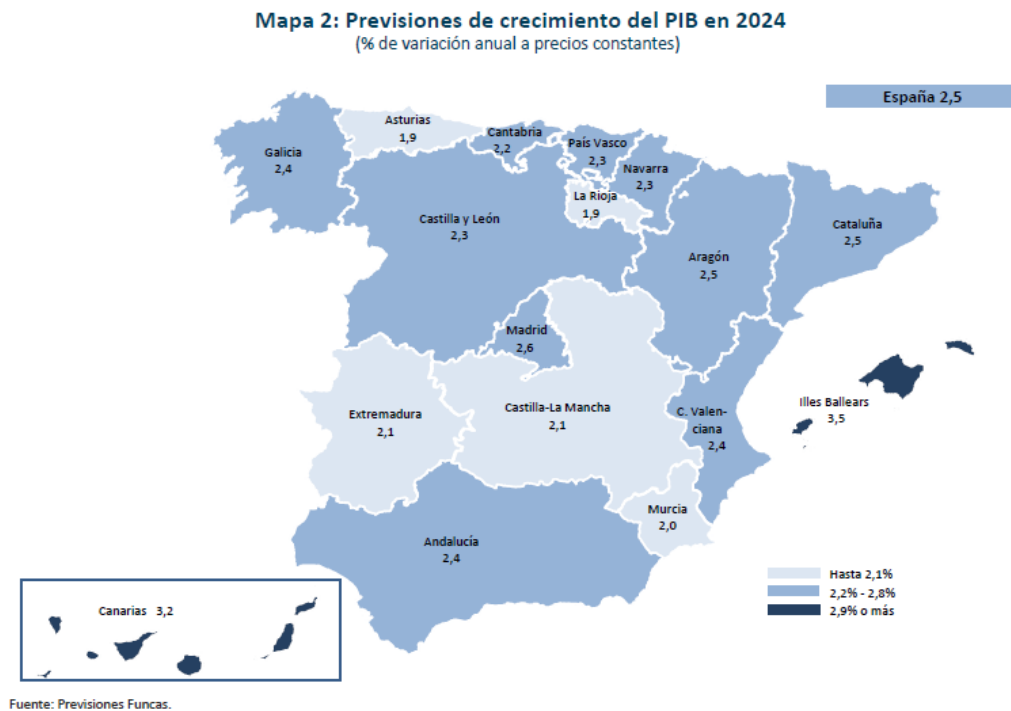 Mapa 2: Previsiones de crecimiento del PIB en 2024
(% de variación anual a precios constantes)
España 2,5
Asturias
1,9
Cantabria
2,2
País Vasco
2,3
Navarra
2,3
Galicia
2,4
La Rioja
1,9
Castilla y León
2,3
Cataluña
2,5
Aragón
2,5
Madrid
2,6
Illes Ballears
3,5
Extremadura
2,1
Castilla-La Mancha
2,1
C. Valen-
ciana
2,4
Murcia
2,0
Andalucía
2,4
Hasta 2,1%
2,2% - 2,8%
2,9% o más
Canarias 3,2
Fuente: Previsiones Funcas.